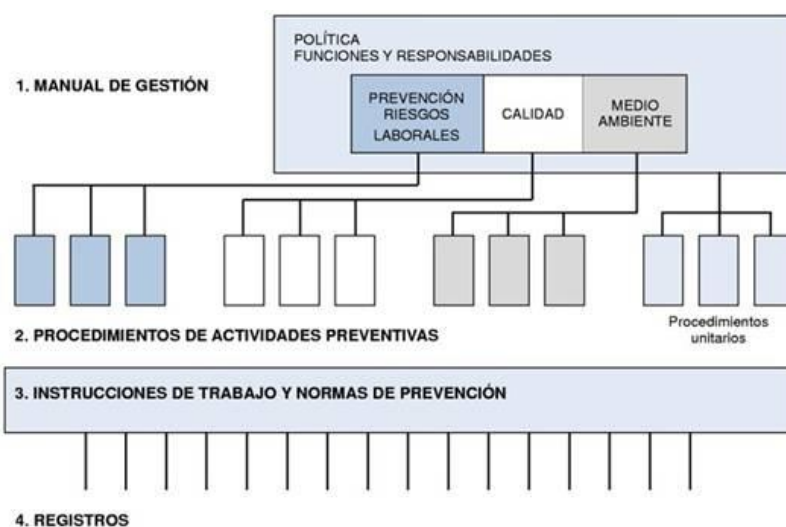 POLÍTICA
FUNCIONES Y RESPONSABILIDADES
1. MANUAL DE GESTIÓN
PREVENCIÓN
RIESGOS
LABORALES
CALIDAD
MEDIO
AMBIENTE
Procedimientos
unitarios
2. PROCEDIMIENTOS DE ACTIVIDADES PREVENTIVAS
3. INSTRUCCIONES DE TRABAJO Y NORMAS DE PREVENCIÓN
4. REGISTROS